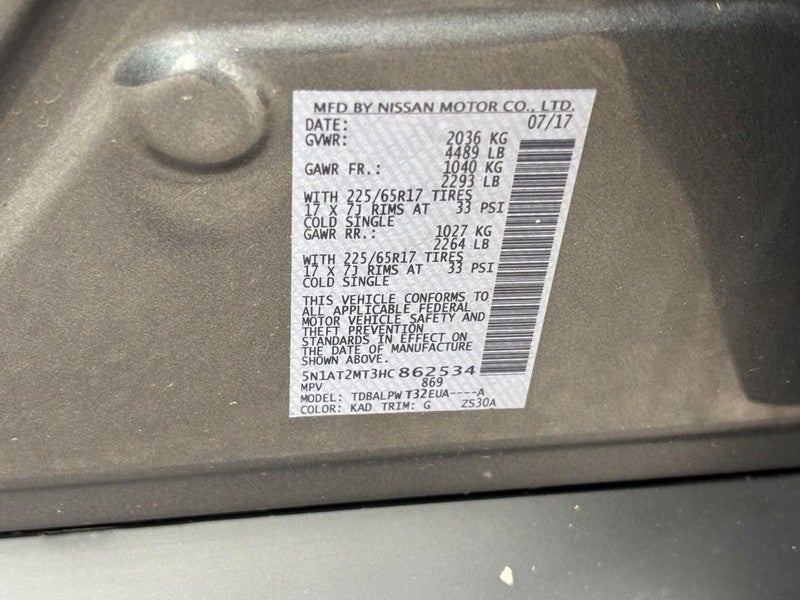 MFD BY NISSAN MOTOR CO., LTD.
DATE: 07/17
GVWR: 2036 KG
4489 LB
GAWR FR.: 1040 KG
2293 LB
WITH 225/65R17 TIRES
17 X 7J RIMS AT 33 PSI
COLD SINGLE
GAWR RR.: 1027 KG
2264 LB
WITH 225/65R17 TIRES
17 X 7J RIMS AT 33 PSI
COLD SINGLE
THIS VEHICLE CONFORMS TO
ALL APPLICABLE FEDERAL
MOTOR VEHICLE SAFETY AND
THEFT PREVENTION
STANDARDS IN EFFECT ON
THE DATE OF MANUFACTURE
SHOWN ABOVE.
5N1AT2MT3HC 862534
MPV 869
MODEL: TDBALPW T32EUA----A
COLOR: KAD TRIM: G ZS30A